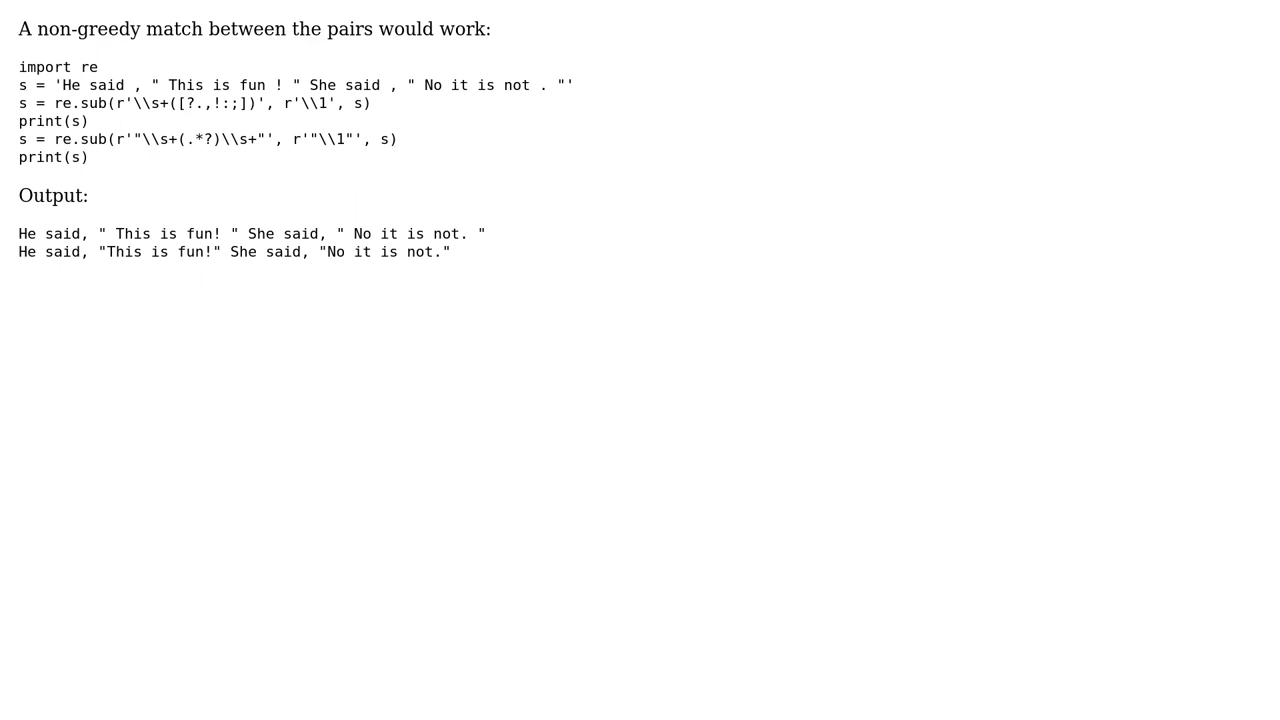 A non-greedy match between the pairs would work:
import re
s = 'He said , " This is fun ! " She said , " No it is not . "'
s = re.sub(r'\\s+([?.,!:;])', r'\\1', s)
print(s)
s = re.sub(r'"\\s+(.*?)\\s+"', r'"\\1"', s)
print(s)
Output:
He said, " This is fun! " She said, " No it is not. "
He said, "This is fun!" She said, "No it is not."